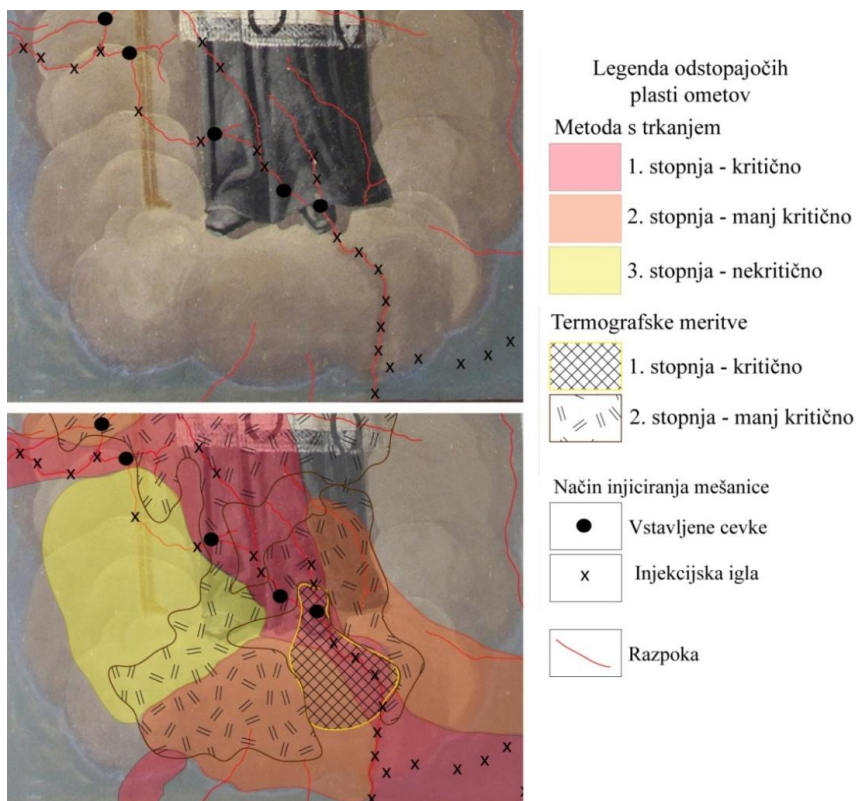 Legenda odstopajočih
plasti ometov
Metoda s trkanjem
1. stopnja - kritično
2. stopnja - manj kritično
3. stopnja - nekritično
Termografske meritve
1. stopnja - kritično
2. stopnja - manj kritično
Način injiciranja mešanice
Vstavljene cevke
x Injekcijska igla
Razpoka